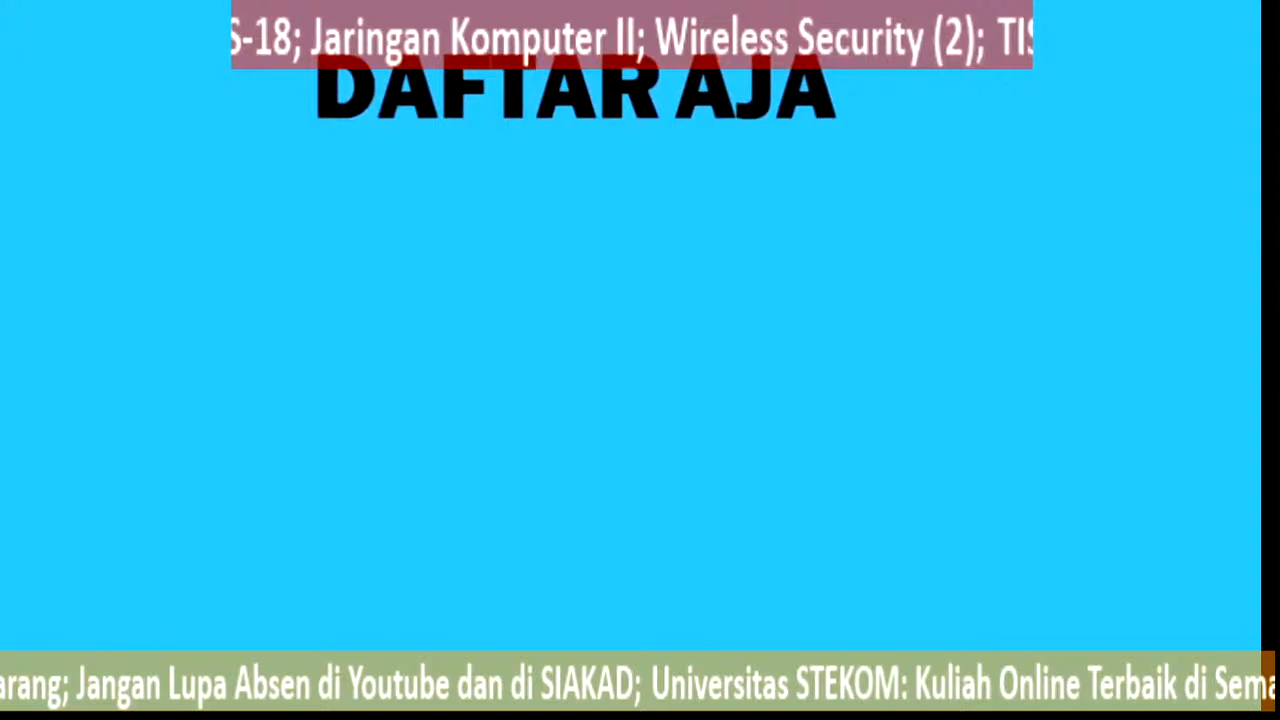 S-18; Jaringan Komputer II; Wireless Security (2); TIS
DAFTAR AJA
arang; Jangan Lupa Absen di Youtube dan di SIAKAD; Universitas STEKOM: Kuliah Online Terbaik di Sema